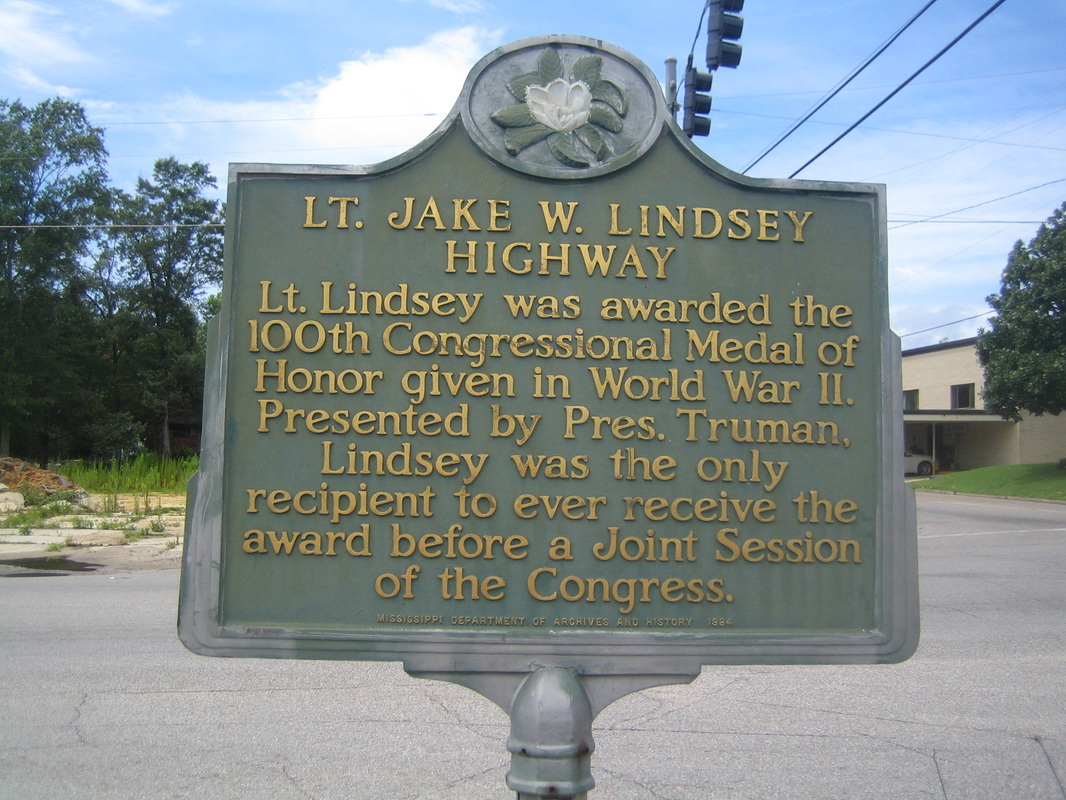 LT. JAKE W. LINDSEY
HIGHWAY
Lt. Lindsey was awarded the
100th Congressional Medal of
Honor given in World War II.
Presented by Pres. Truman,
Lindsey was the only
recipient to ever receive the
award before a Joint Session
of the Congress.
MISSISSIPPI DEPARTMENT OF ARCHIVES AND HISTORY 1984